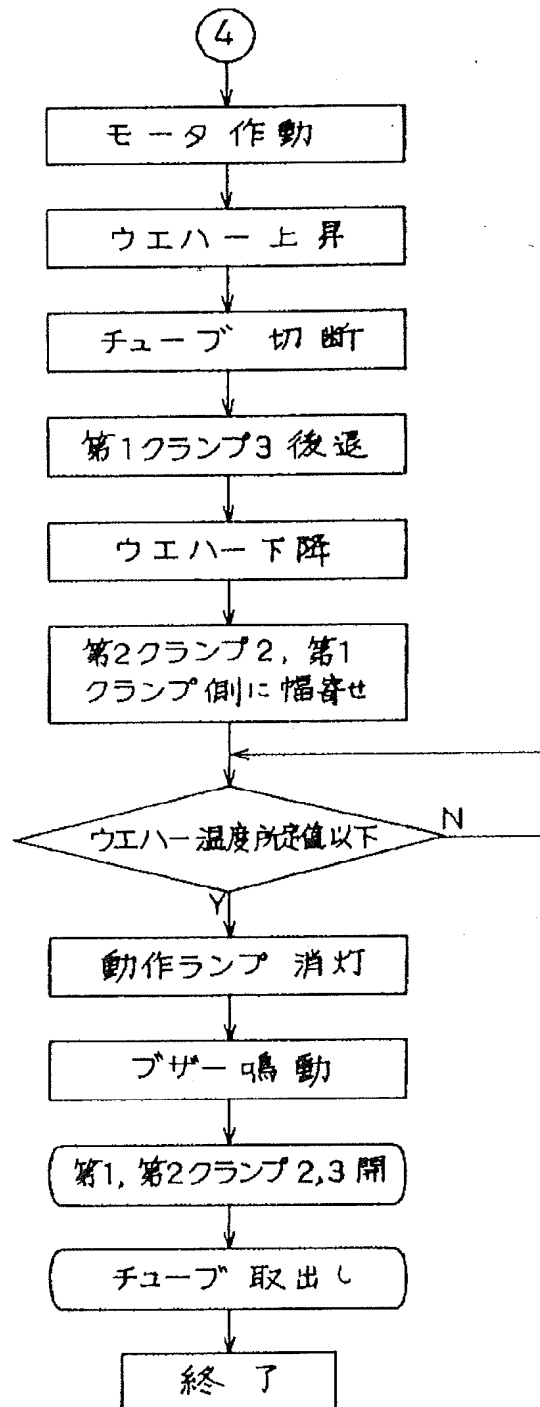 4
モータ作動
ウエハー上昇
チューブ 切断
第1クランプ3後退
ウエハー下降
第2クランプ2, 第1
クランプ側に幅寄せ
ウエハー温度所定値以下
N
Y
動作ランプ 消灯
ブザー鳴動
第1, 第2クランプ2,3開
チューブ 取出し
終了